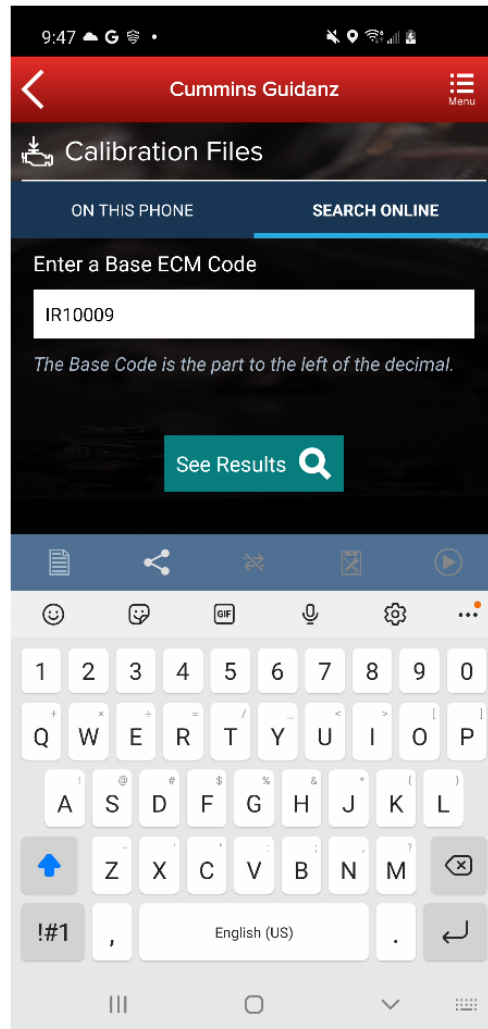 9:47 G
Cummins Guidanz
Menu
Calibration Files
ON THIS PHONE SEARCH ONLINE
Enter a Base ECM Code
IR10009
The Base Code is the part to the left of the decimal.
See Results
GIF
1 2 3 4 5 6 7 8 9 0
+ × ÷ = / _ < > [ ]
Q W E R T Y U I O P
! @ # $ % & * ( )
A S D F G H J K L
- ' " : ; , ?
Z X C V B N M
!#1 , English (US) .